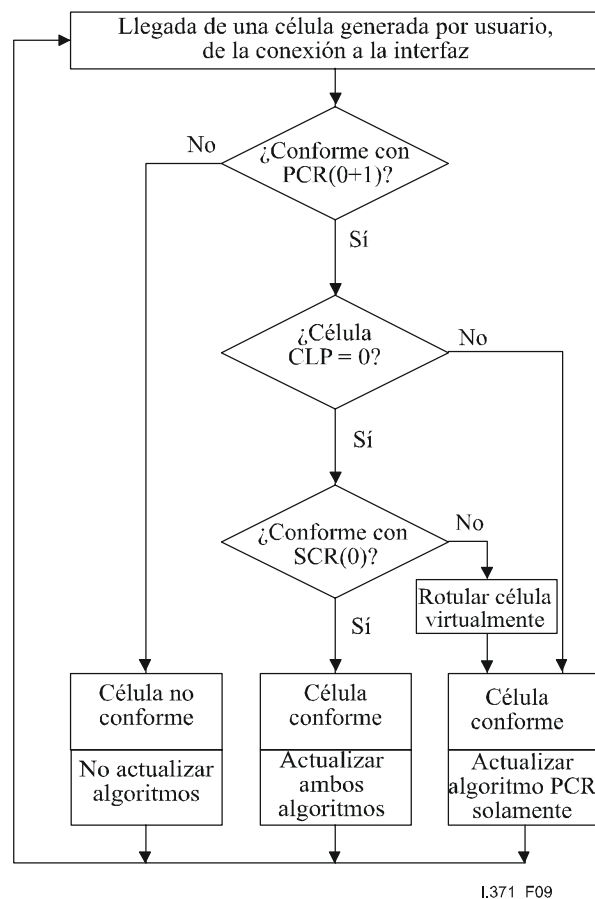 Llegada de una célula generada por usuario,
de la conexión a la interfaz
No
¿Conforme con
PCR(0+1)?
Sí
¿Célula
CLP = 0?
No
Sí
¿Conforme con
SCR(0)?
No
Rotular célula
virtualmente
Sí
Célula no
conforme
No actualizar
algoritmos
Célula
conforme
Actualizar
ambos
algoritmos
Célula
conforme
Actualizar
algoritmo PCR
solamente
I.371_F09